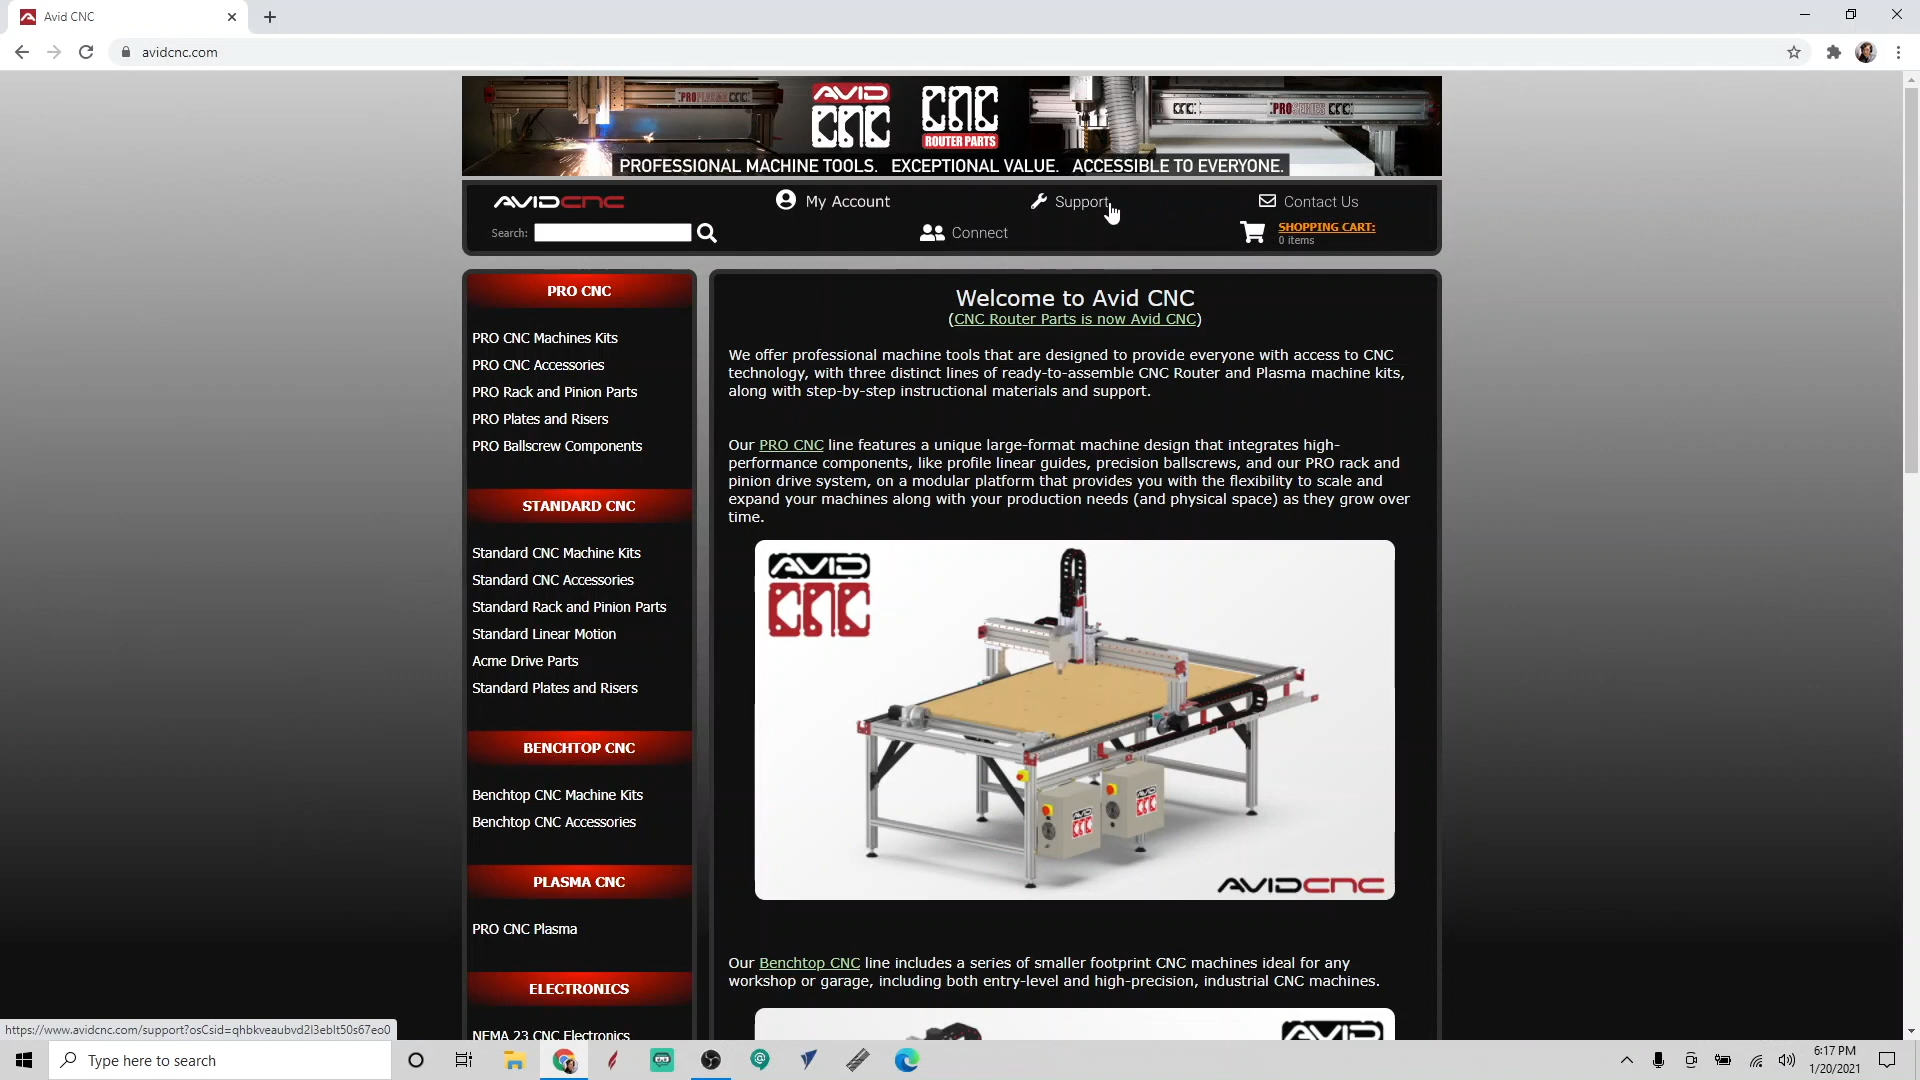 Avid CNC
avidcnc.com
PROPLASMA CNC
AVID CNC
CNC ROUTER PARTS
CNC PROSERIES CNC
PROFESSIONAL MACHINE TOOLS. EXCEPTIONAL VALUE. ACCESSIBLE TO EVERYONE.
AVIDCNC
My Account
Support
Contact Us
Search:
Connect
SHOPPING CART:
0 items
PRO CNC
PRO CNC Machines Kits
PRO CNC Accessories
PRO Rack and Pinion Parts
PRO Plates and Risers
PRO Ballscrew Components
STANDARD CNC
Standard CNC Machine Kits
Standard CNC Accessories
Standard Rack and Pinion Parts
Standard Linear Motion
Acme Drive Parts
Standard Plates and Risers
BENCHTOP CNC
Benchtop CNC Machine Kits
Benchtop CNC Accessories
PLASMA CNC
PRO CNC Plasma
ELECTRONICS
NEMA 23 CNC Electronics
Welcome to Avid CNC
(CNC Router Parts is now Avid CNC)
We offer professional machine tools that are designed to provide everyone with access to CNC
technology, with three distinct lines of ready-to-assemble CNC Router and Plasma machine kits,
along with step-by-step instructional materials and support.
Our PRO CNC line features a unique large-format machine design that integrates high-
performance components, like profile linear guides, precision ballscrews, and our PRO rack and
pinion drive system, on a modular platform that provides you with the flexibility to scale and
expand your machines along with your production needs (and physical space) as they grow over
time.
AVID
CNC
AVIDCNC
Our Benchtop CNC line includes a series of smaller footprint CNC machines ideal for any
workshop or garage, including both entry-level and high-precision, industrial CNC machines.
AVID
https://www.avidcnc.com/support?osCsid=qhbkveaubvd2l3eblt50s67eo0
Type here to search
6:17 PM
1/20/2021